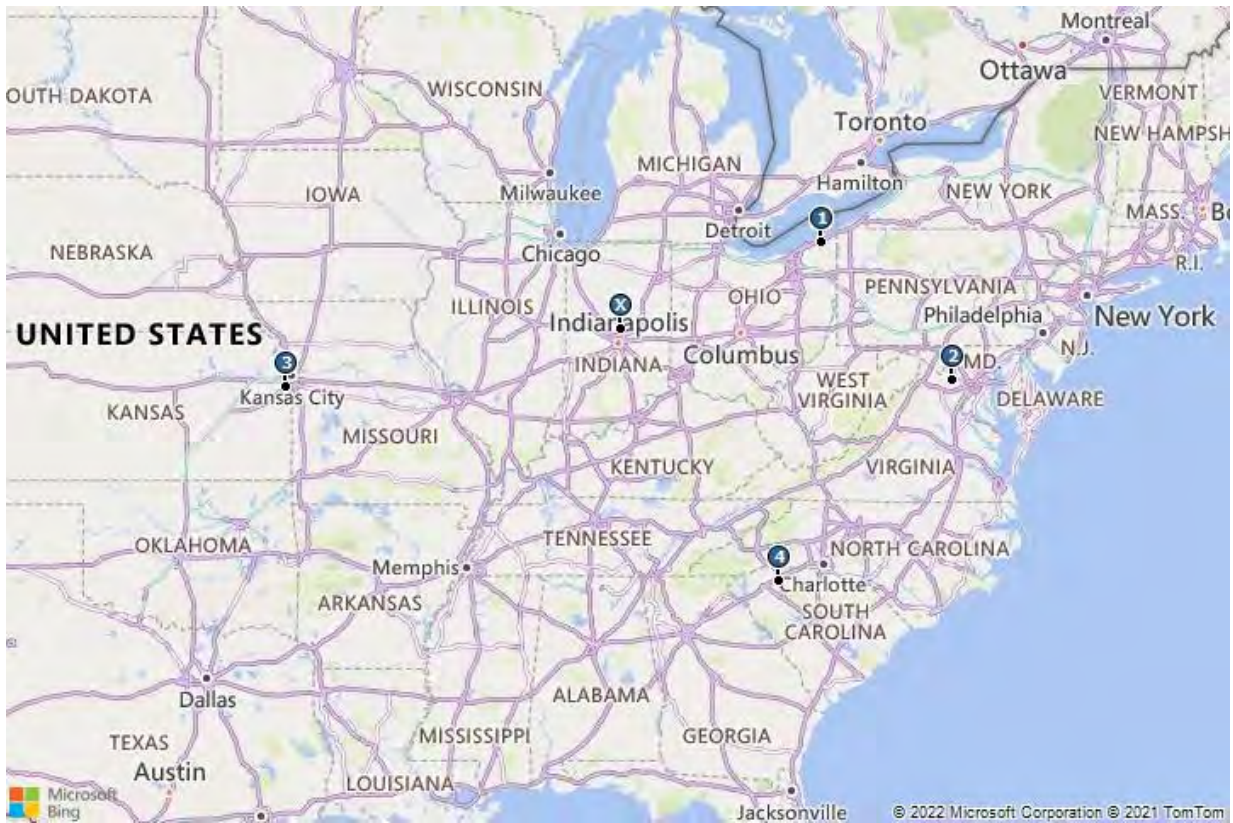 Montreal
Ottawa
OUTH DAKOTA
WISCONSIN
VERMONT
Toronto
NEW HAMPSH
MICHIGAN
Milwaukee
Hamilton
NEW YORK
IOWA
MASS.
Bo
1
Detroit
Chicago
NEBRASKA
R.I.
PENNSYLVANIA
OHIO
ILLINOIS
X
Indianapolis
Philadelphia
New York
UNITED STATES
Columbus
N.J.
INDIANA
2
MD.
3
WEST
VIRGINIA
DELAWARE
Kansas City
KANSAS
MISSOURI
KENTUCKY
VIRGINIA
TENNESSEE
OKLAHOMA
NORTH CAROLINA
4
Memphis
Charlotte
ARKANSAS
SOUTH
CAROLINA
Dallas
ALABAMA
MISSISSIPPI
GEORGIA
TEXAS
Austin
LOUISIANA
Microsoft
Bing
Jacksonville
© 2022 Microsoft Corporation © 2021 TomTom